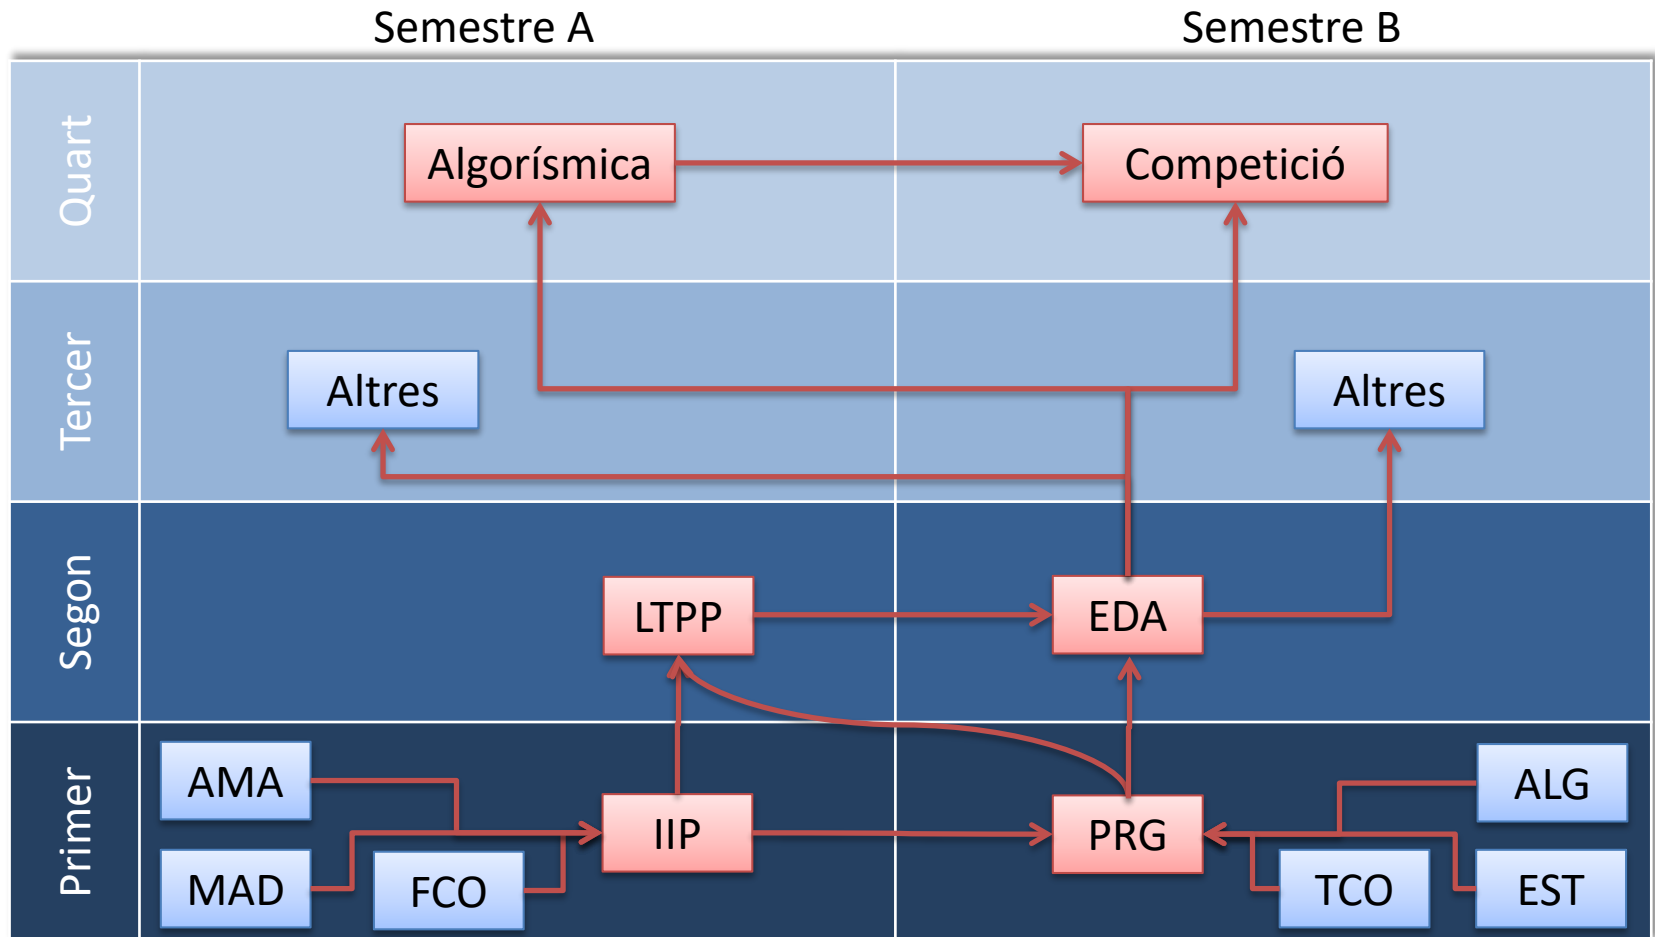 Semestre A
Semestre B
Quart
Algorísmica
Competició
Tercer
Altres
Altres
Segon
LTPP
EDA
Primer
AMA
ALG
IIP
PRG
MAD
FCO
TCO
EST